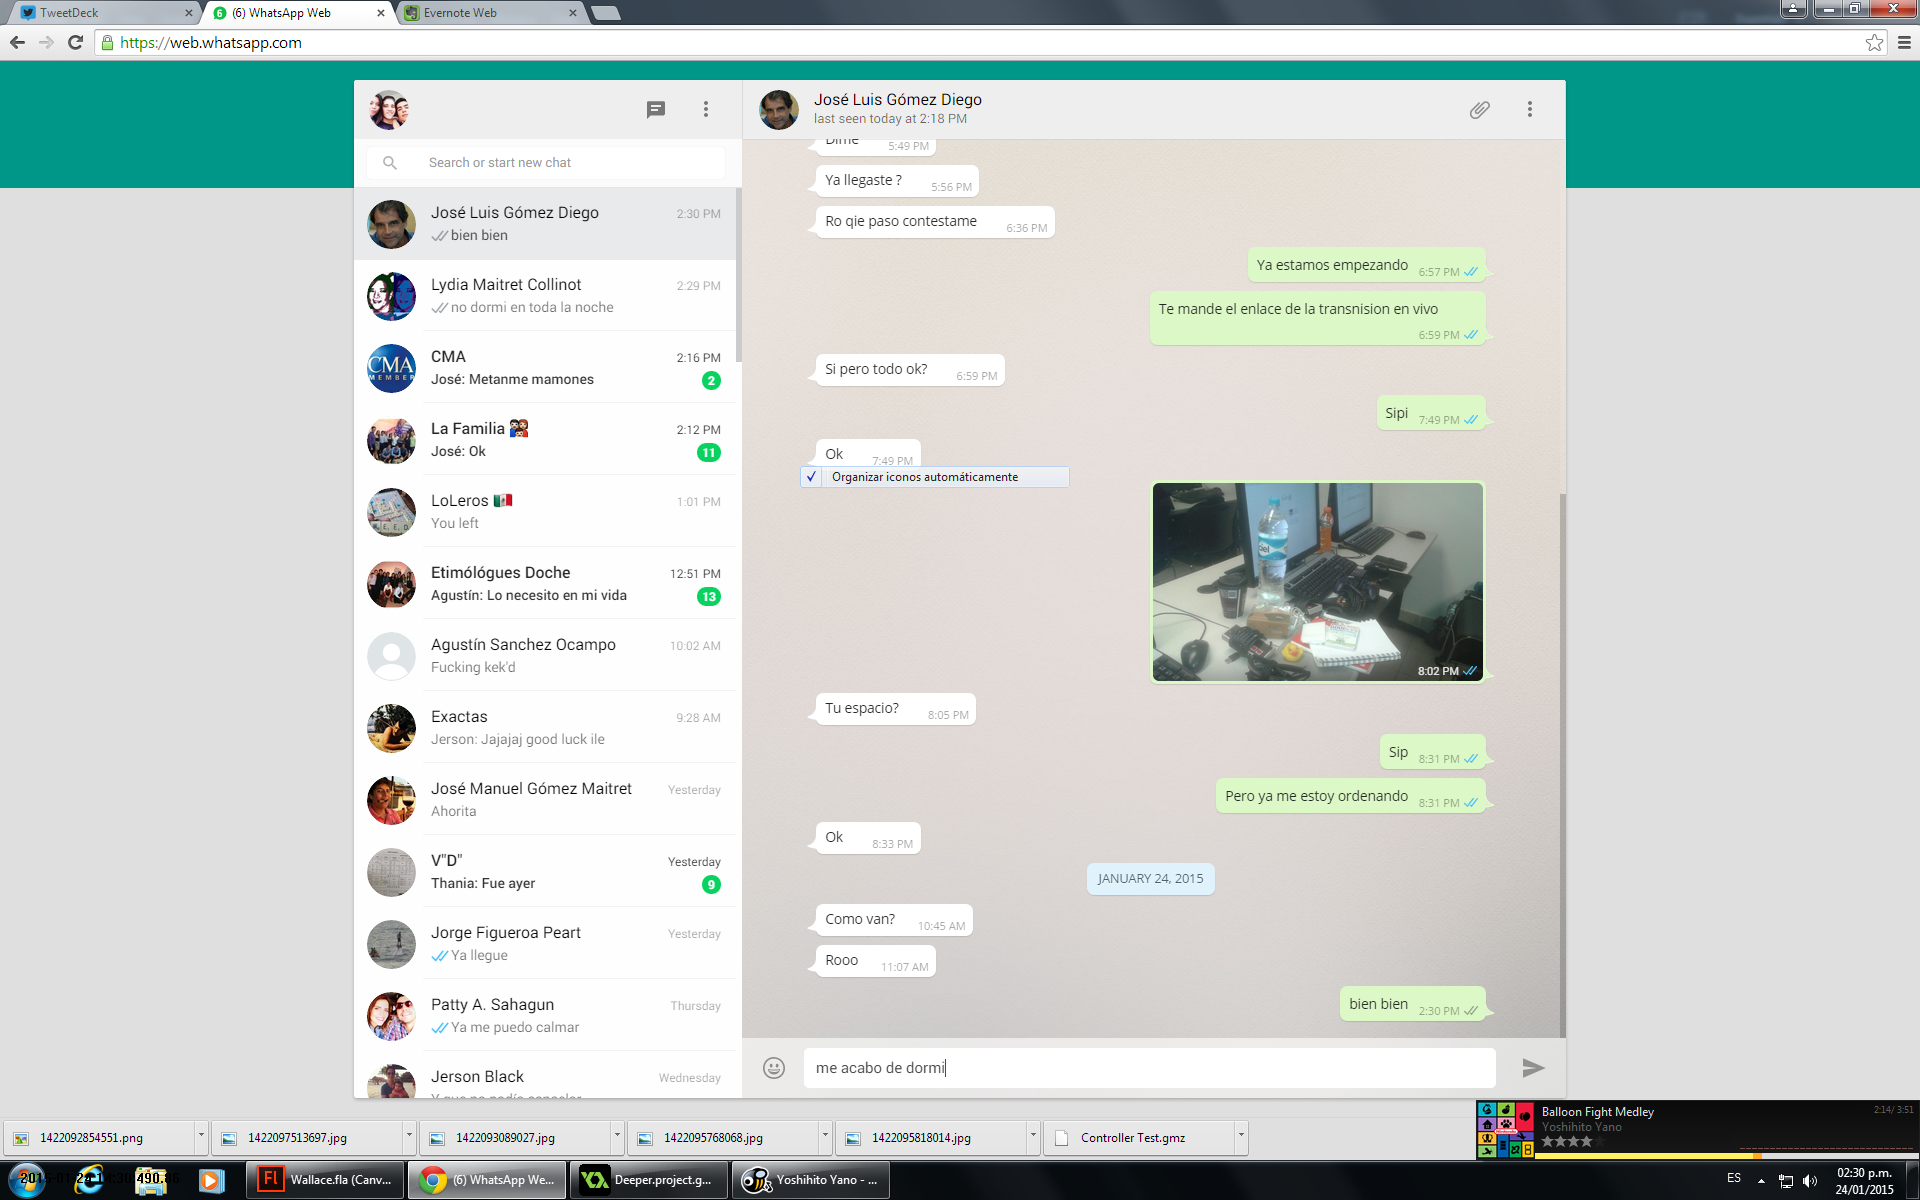 TweetDeck
(6) WhatsApp Web
Evernote Web
https://web.whatsapp.com
Search or start new chat
José Luis Gómez Diego 2:30 PM
bien bien
Lydia Maitret Collinot 2:29 PM
no dormi en toda la noche
CMA 2:16 PM
José: Metanme mamones 2
CMA
MEMBER
La Familia 2:12 PM
José: Ok 11
LoLeros 1:01 PM
You left
Etimólógues Doche 12:51 PM
Agustín: Lo necesito en mi vida 13
Agustín Sanchez Ocampo 10:02 AM
Fucking kek'd
Exactas 9:28 AM
Jerson: Jajajaj good luck ile
José Manuel Gómez Maitret Yesterday
Ahorita
V"D" Yesterday
Thania: Fue ayer 9
Jorge Figueroa Peart Yesterday
Ya llegue
Patty A. Sahagun Thursday
Ya me puedo calmar
Jerson Black Wednesday
José Luis Gómez Diego
last seen today at 2:18 PM
Dime 5:49 PM
Ya llegaste ? 5:56 PM
Ro qie paso contestame 6:36 PM
Ya estamos empezando 6:57 PM
Te mande el enlace de la transnision en vivo
6:59 PM
Si pero todo ok? 6:59 PM
Sipi 7:49 PM
Ok 7:49 PM
Organizar iconos automáticamente
8:02 PM
Tu espacio? 8:05 PM
Sip 8:31 PM
Pero ya me estoy ordenando 8:31 PM
Ok 8:33 PM
JANUARY 24, 2015
Como van? 10:45 AM
Rooo 11:07 AM
bien bien 2:30 PM
me acabo de dormi
1422092854551.png
1422097513697.jpg
1422093089027.jpg
1422095768068.jpg
1422095818014.jpg
Controller Test.gmz
Balloon Fight Medley 2:14/ 3:51
Yoshihito Yano
Wallace.fla (Canv...
(6) WhatsApp We...
Deeper.project.g...
Yoshihito Yano - ...
ES
02:30 p.m.
24/01/2015